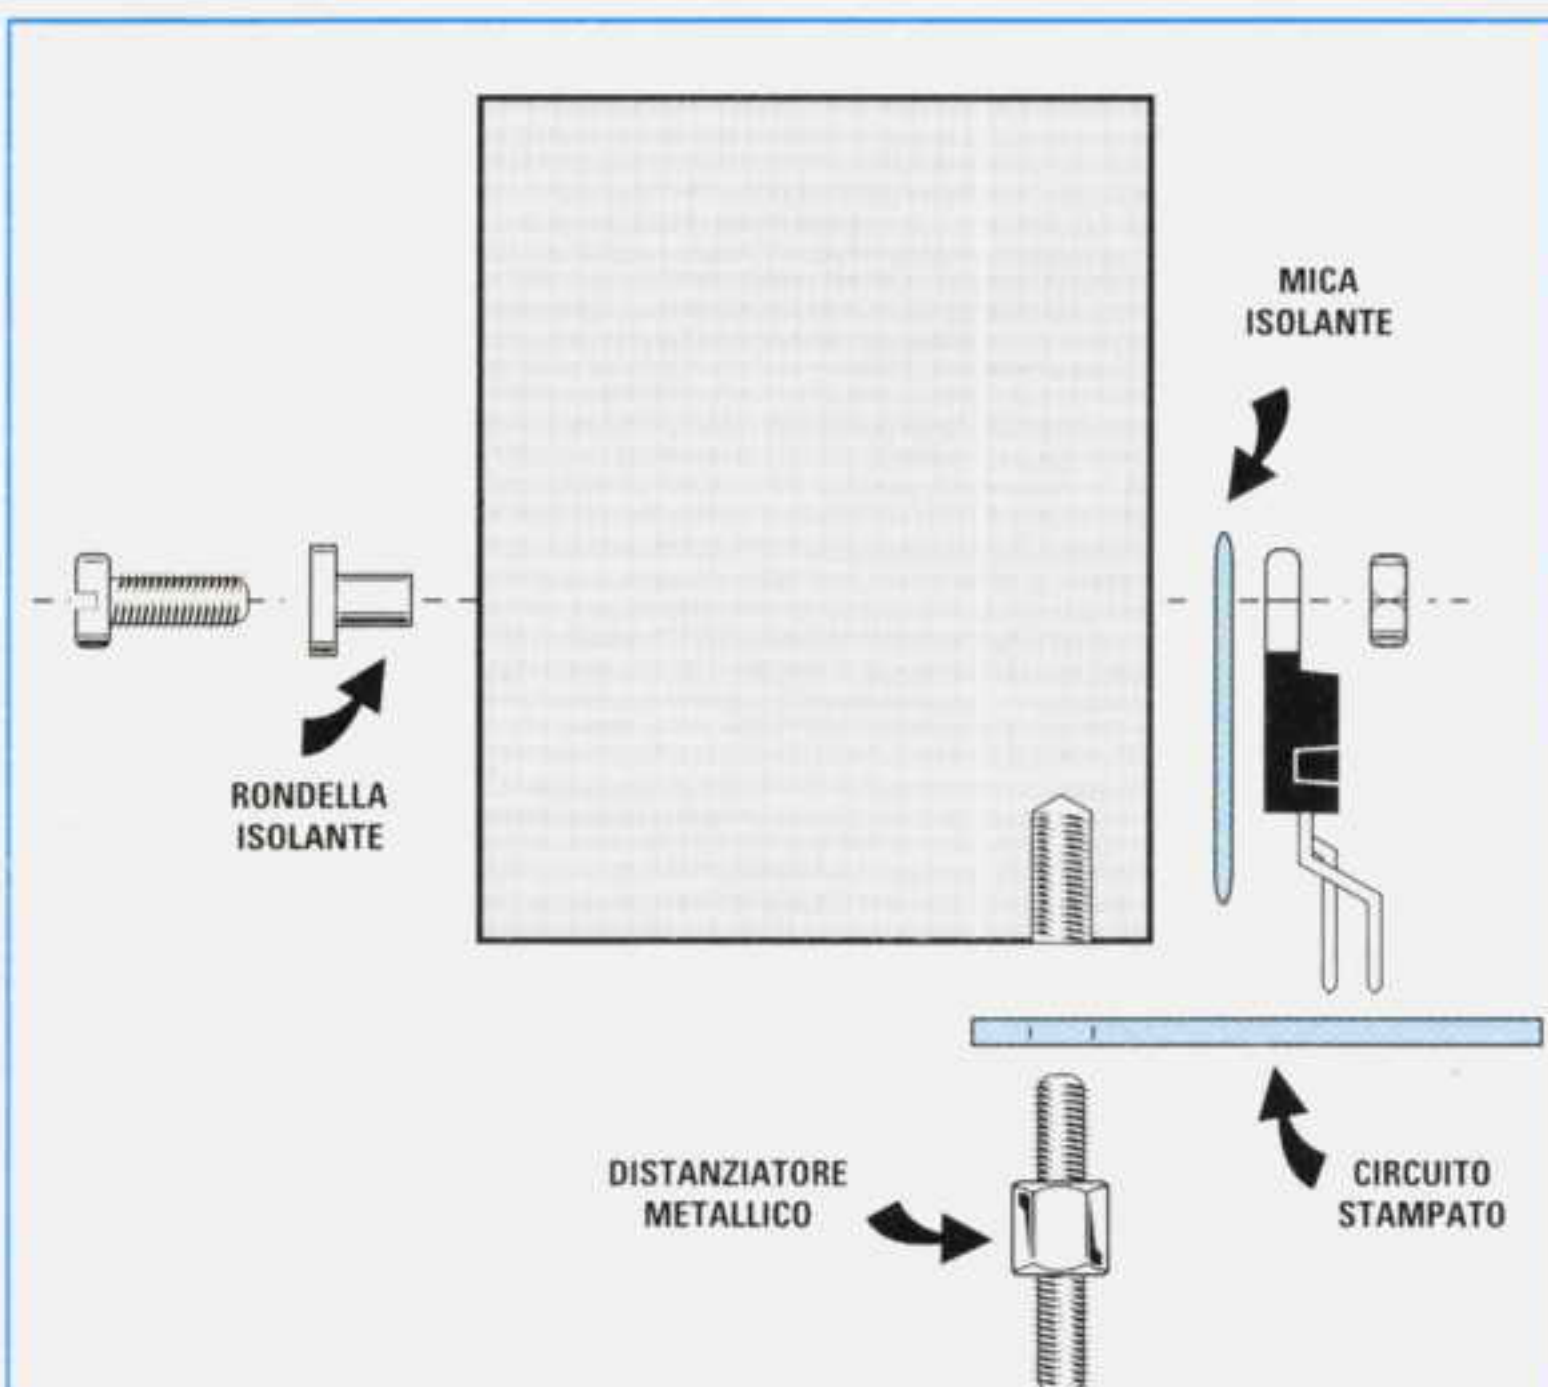 MICA
ISOLANTE
RONDELLA
ISOLANTE
DISTANZIATORE
METALLICO
CIRCUITO
STAMPATO